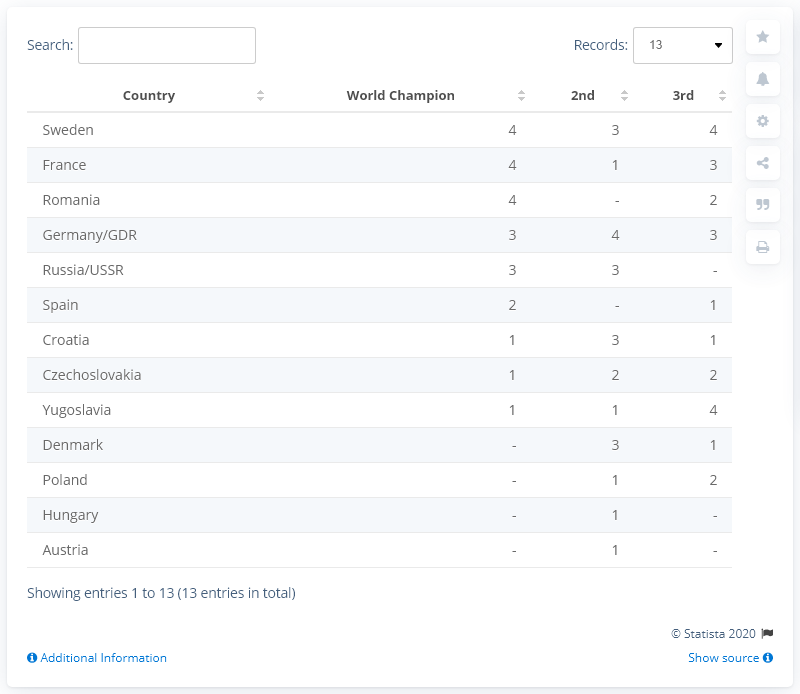 Search: Records: 13
Country World Champion 2nd 3rd
Sweden 4 3 4
France 4 1 3
Romania 4 - 2
Germany/GDR 3 4 3
Russia/USSR 3 3 -
Spain 2 - 1
Croatia 1 3 1
Czechoslovakia 1 2 2
Yugoslavia 1 1 4
Denmark - 3 1
Poland - 1 2
Hungary - 1 -
Austria - 1 -
Showing entries 1 to 13 (13 entries in total)
© Statista 2020
Additional Information Show source